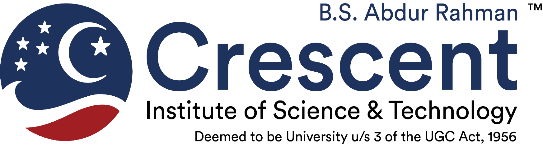 B.S. Abdur Rahman ™
Crescent
Institute of Science & Technology
Deemed to be University u/s 3 of the UGC Act, 1956